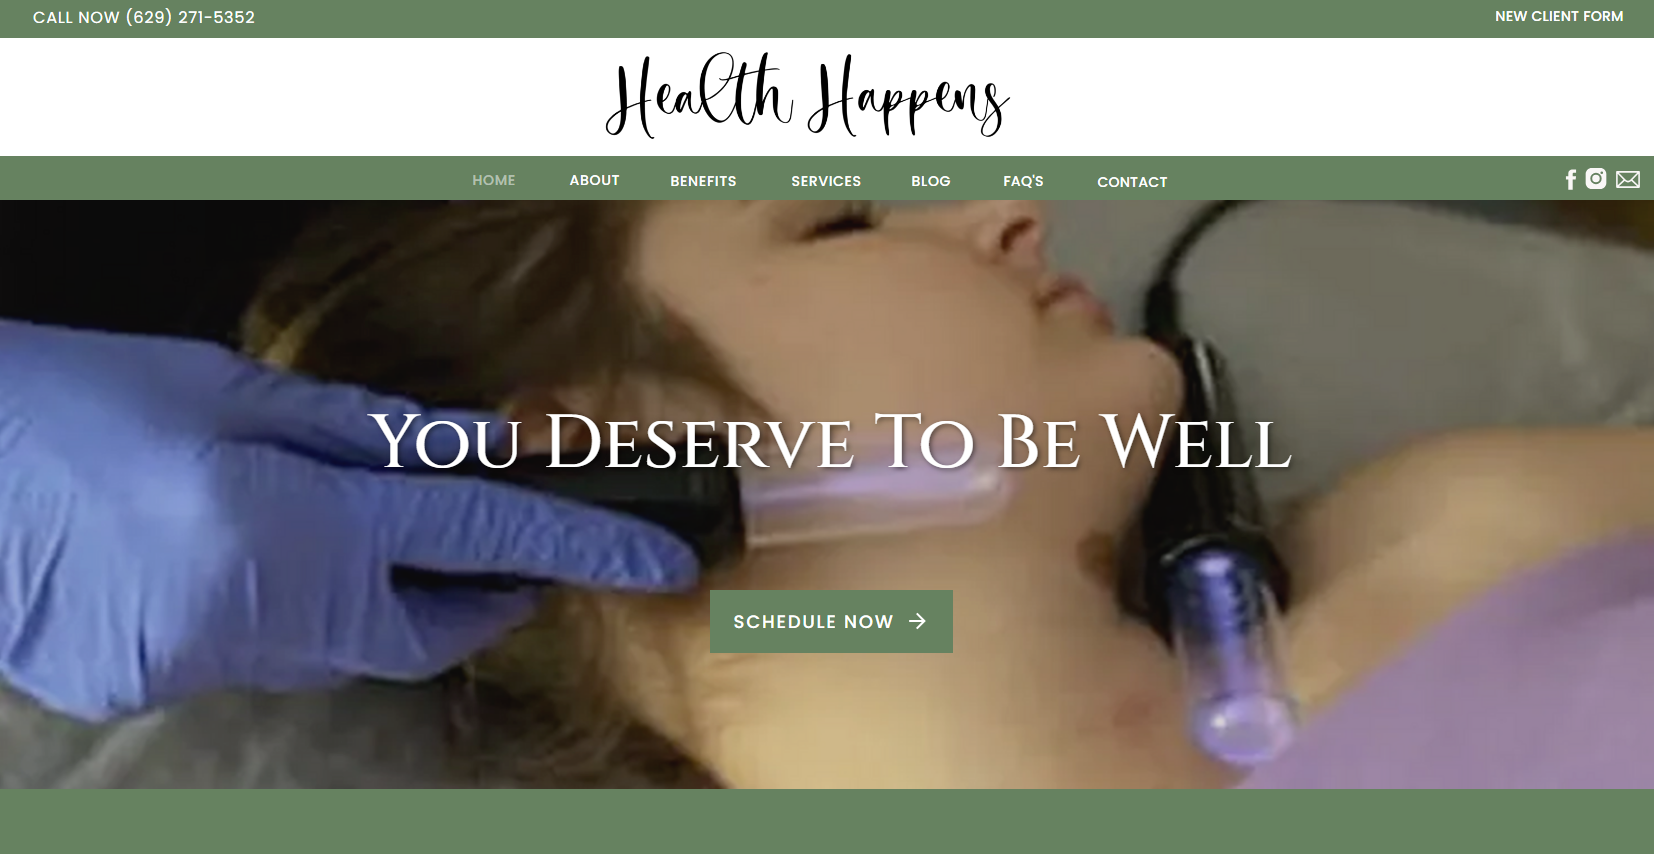 CALL NOW (629) 271-5352
NEW CLIENT FORM
Health Happens
HOME ABOUT BENEFITS SERVICES BLOG FAQ'S CONTACT
You Deserve To Be Well
SCHEDULE NOW